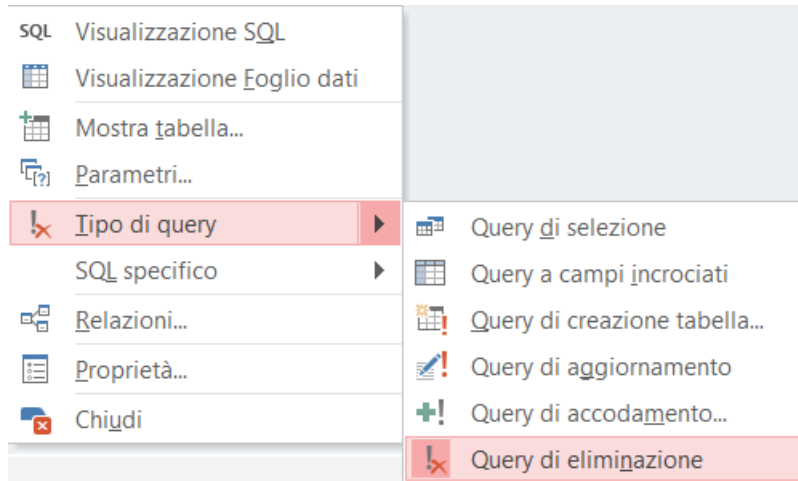 SQL Visualizzazione SQL
Visualizzazione Foglio dati
Mostra tabella...
[?] Parametri...
Tipo di query
SQL specifico
Relazioni...
Proprietà...
Chiudi
Query di selezione
Query a campi incrociati
Query di creazione tabella...
Query di aggiornamento
Query di accodamento...
Query di eliminazione